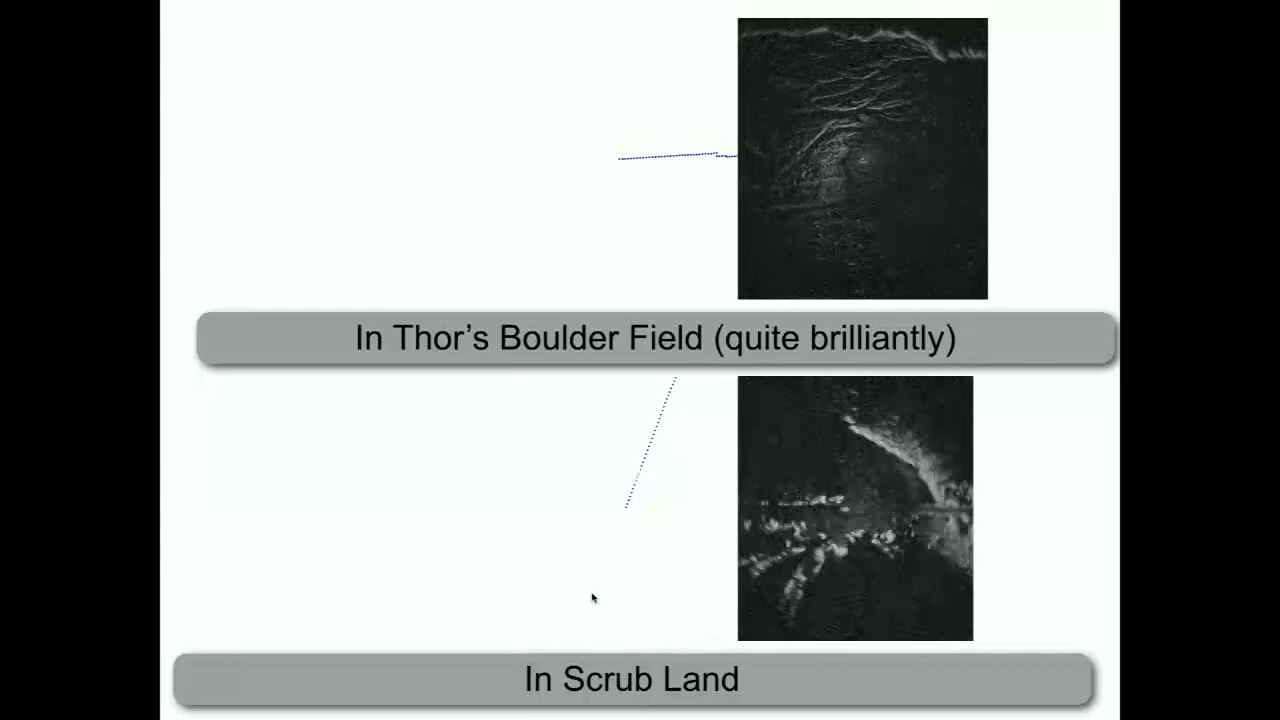 In Thor’s Boulder Field (quite brilliantly)
In Scrub Land